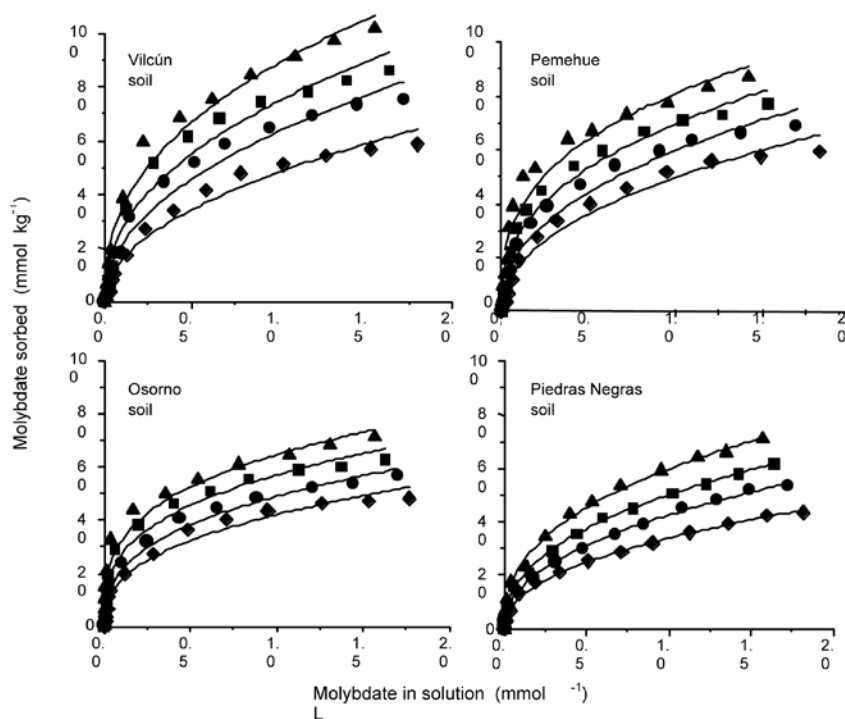 10
0
8
0
6
0
4
0
2
0
0
Vilcún
soil
0. 0. 1. 1. 2.
0 5 0 5 0
10
0
8
0
6
0
4
0
2
0
0
Pemehue
soil
0. 0. 1. 1. 2.
0 5 0 5 0
Molybdate sorbed (mmol kg⁻¹)
10
0
8
0
6
0
4
0
2
0
0
Osorno
soil
0. 0. 1. 1. 2.
0 5 0 5 0
10
0
8
0
6
0
4
0
2
0
0
Piedras Negras
soil
0. 0. 1. 1. 2.
0 5 0 5 0
Molybdate in solution (mmol ⁻¹)
L